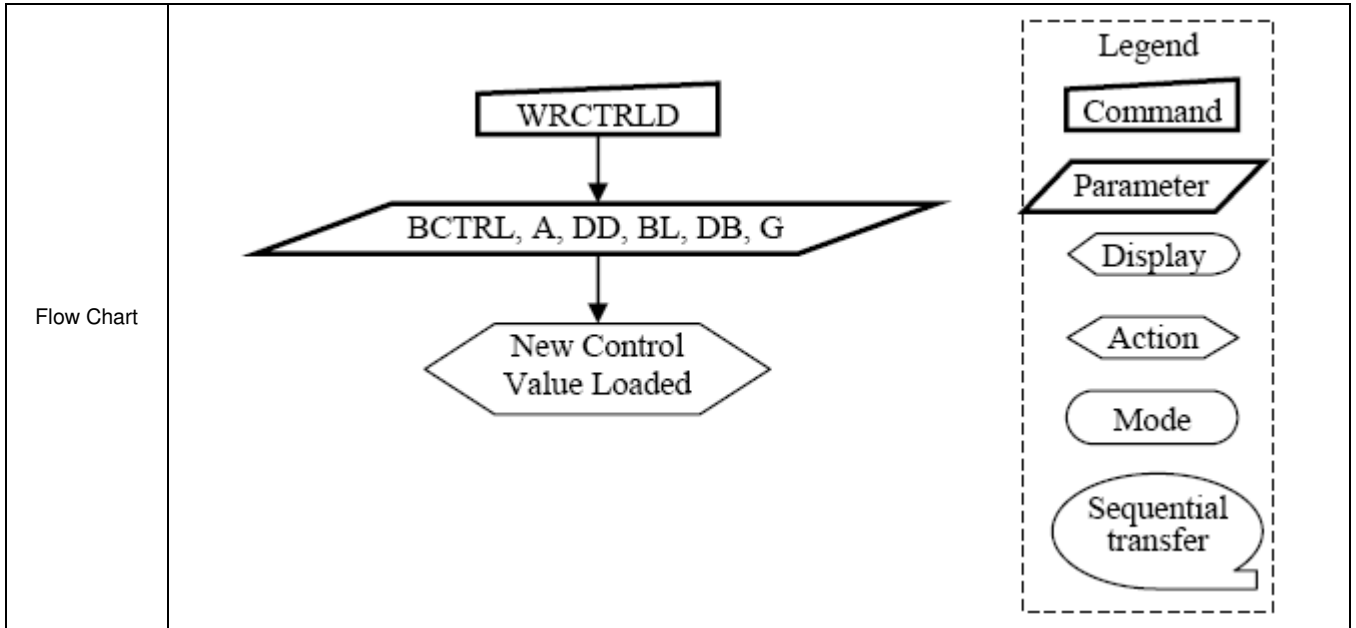 Flow Chart
WRCTRLD
BCTRL, A, DD, BL, DB, G
New Control
Value Loaded
Legend
Command
Parameter
Display
Action
Mode
Sequential
transfer